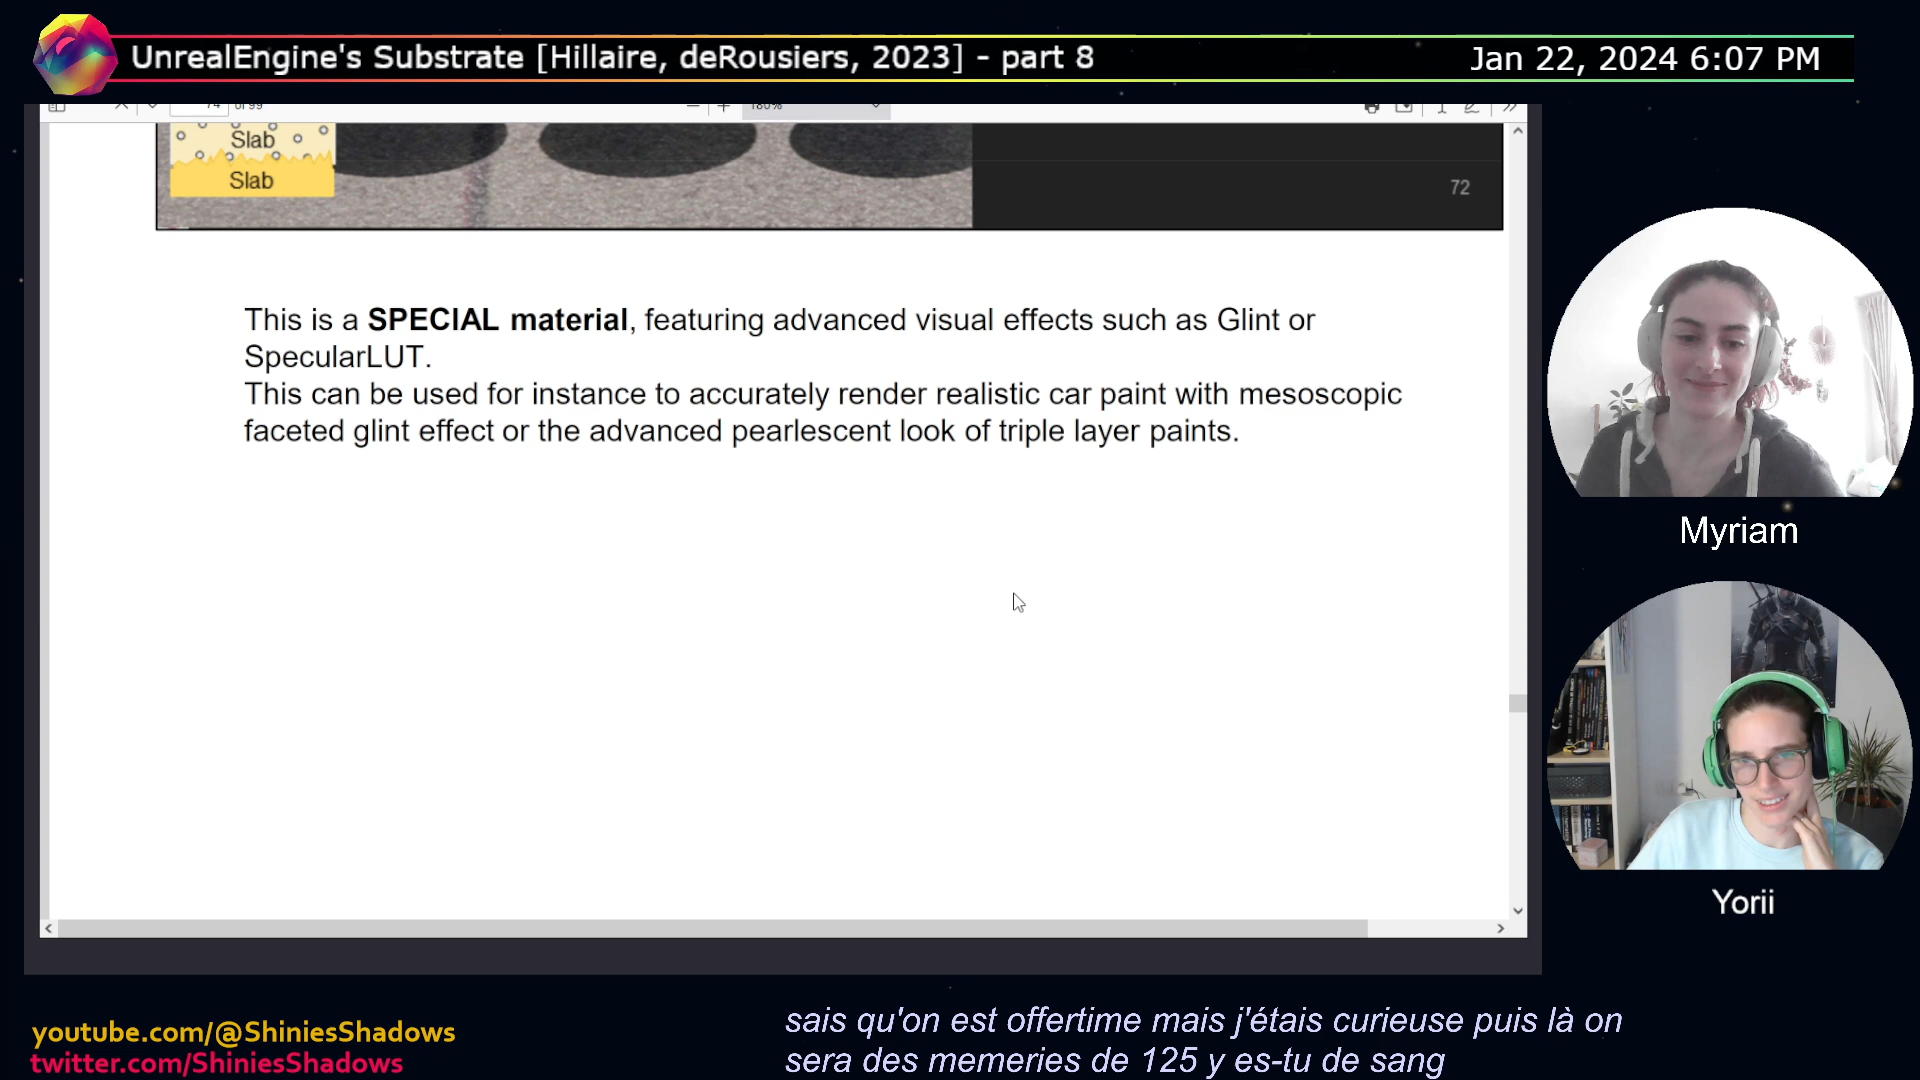 UnrealEngine's Substrate [Hillaire, deRousiers, 2023] - part 8
Jan 22, 2024 6:07 PM
74 of 99
180%
Slab
Slab
72
This is a SPECIAL material, featuring advanced visual effects such as Glint or
SpecularLUT.
This can be used for instance to accurately render realistic car paint with mesoscopic
faceted glint effect or the advanced pearlescent look of triple layer paints.
Myriam
Yorii
youtube.com/@ShiniesShadows
twitter.com/ShiniesShadows
sais qu'on est offertime mais j'étais curieuse puis là on
sera des memeries de 125 y es-tu de sang